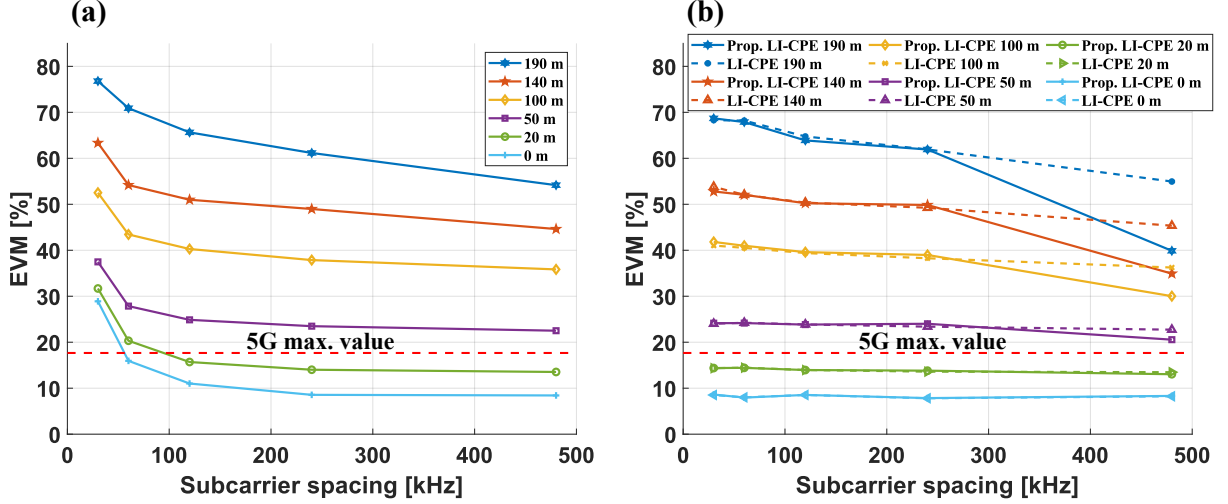 (a)
80
70
60
50
40
30
20
10
0
EVM [%]
190 m
140 m
100 m
50 m
20 m
0 m
5G max. value
0
100
200
300
400
500
Subcarrier spacing [kHz]
(b)
80
70
60
50
40
30
20
10
0
EVM [%]
Prop. LI-CPE 190 m
LI-CPE 190 m
Prop. LI-CPE 140 m
LI-CPE 140 m
Prop. LI-CPE 100 m
LI-CPE 100 m
Prop. LI-CPE 50 m
LI-CPE 50 m
Prop. LI-CPE 20 m
LI-CPE 20 m
Prop. LI-CPE 0 m
LI-CPE 0 m
5G max. value
0
100
200
300
400
500
Subcarrier spacing [kHz]